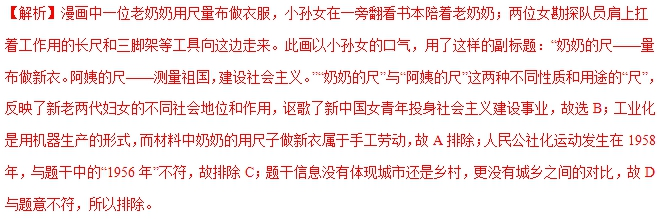 【解析】漫画中一位老奶奶用尺量布做衣服，小孙女在一旁翻看书本陪着老奶奶；两位女勘探队员肩上扛
着工作用的长尺和三脚架等工具向这边走来。此画以小孙女的口气，用了这样的副标题：“奶奶的尺——量
布做新衣。阿姨的尺——测量祖国，建设社会主义。”“奶奶的尺”与“阿姨的尺”这两种不同性质和用途的“尺”，
反映了新老两代妇女的不同社会地位和作用，讴歌了新中国女青年投身社会主义建设事业，故选 B；工业化
是用机器生产的形式，而材料中奶奶的用尺子做新衣属于手工劳动，故 A 排除；人民公社化运动发生在 1958
年，与题干中的“1956 年”不符，故排除 C；题干信息没有体现城市还是乡村，更没有城乡之间的对比，故 D
与题意不符，所以排除。